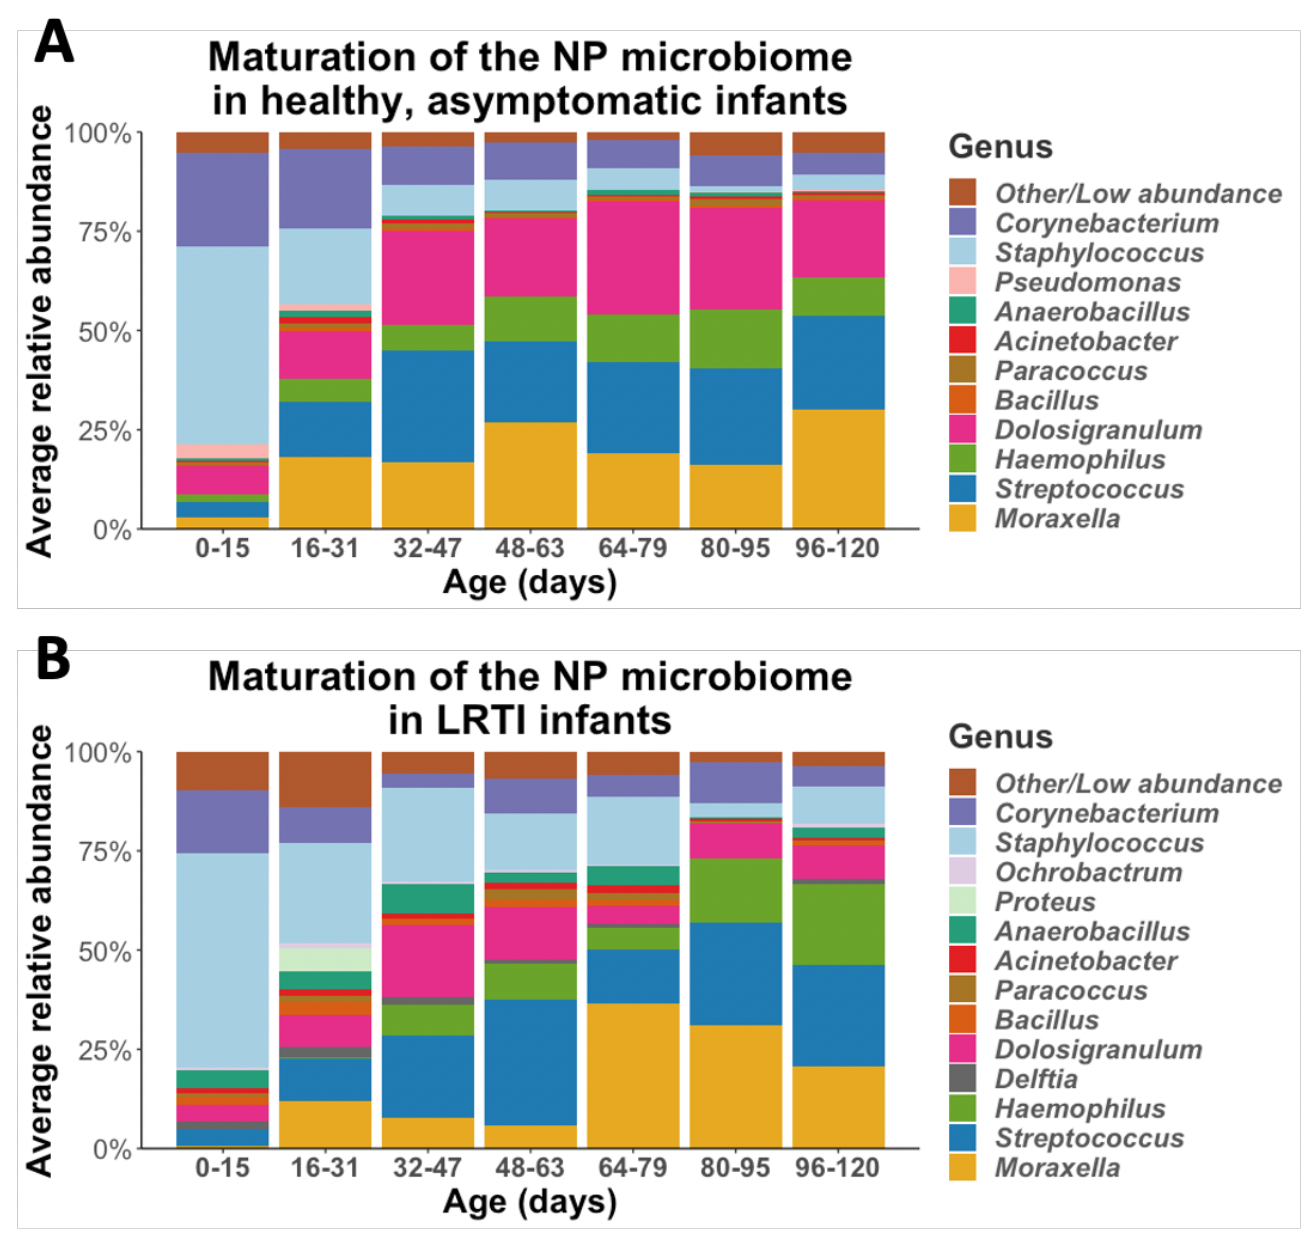 A
Maturation of the NP microbiome
in healthy, asymptomatic infants
Average relative abundance
100%
75%
50%
25%
0%
0-15 16-31 32-47 48-63 64-79 80-95 96-120
Age (days)
Genus
Other/Low abundance
Corynebacterium
Staphylococcus
Pseudomonas
Anaerobacillus
Acinetobacter
Paracoccus
Bacillus
Dolosigranulum
Haemophilus
Streptococcus
Moraxella
B
Maturation of the NP microbiome
in LRTI infants
Average relative abundance
100%
75%
50%
25%
0%
0-15 16-31 32-47 48-63 64-79 80-95 96-120
Age (days)
Genus
Other/Low abundance
Corynebacterium
Staphylococcus
Ochrobactrum
Proteus
Anaerobacillus
Acinetobacter
Paracoccus
Bacillus
Dolosigranulum
Delftia
Haemophilus
Streptococcus
Moraxella